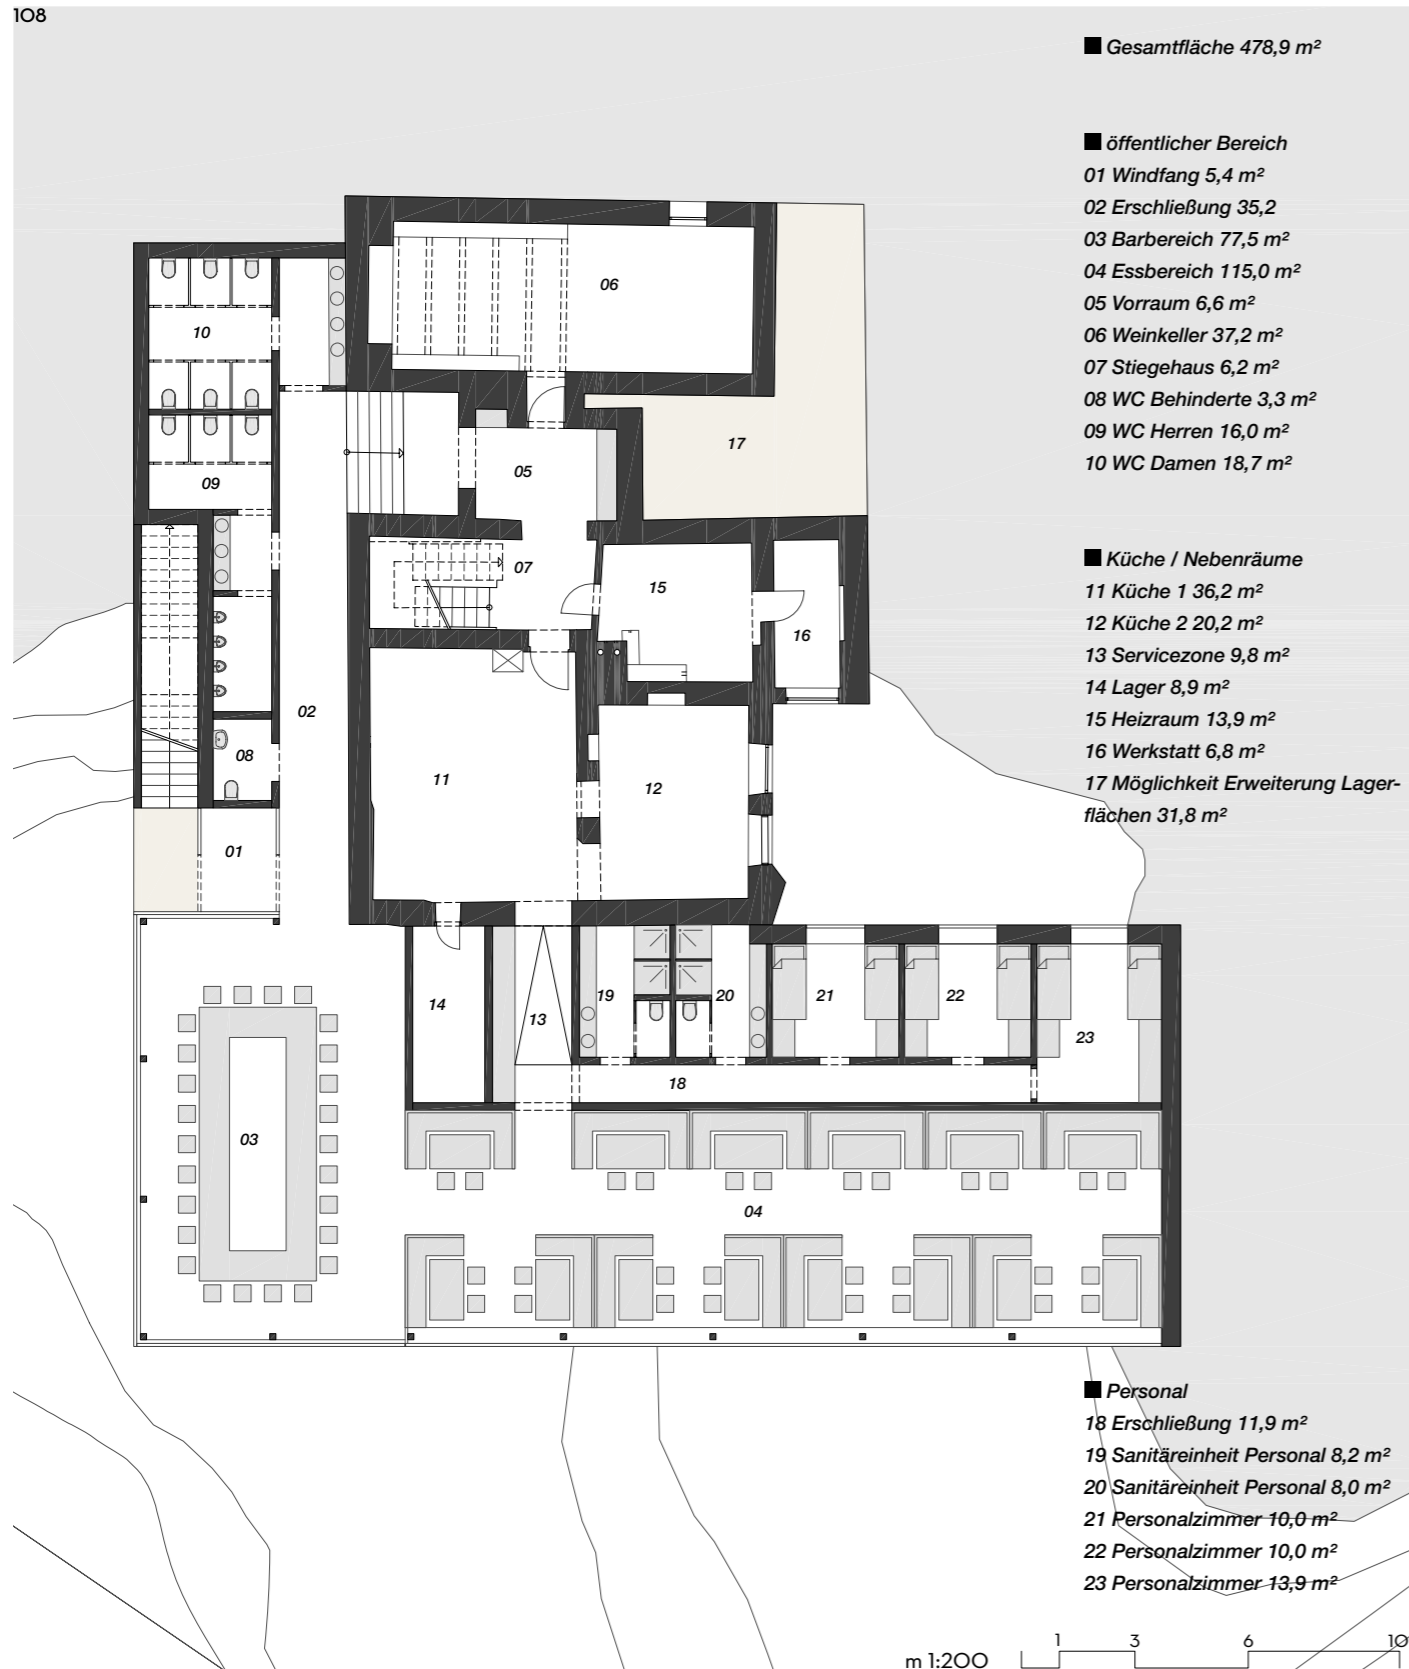 108
■ Gesamtfläche 478,9 m²
■ öffentlicher Bereich
01 Windfang 5,4 m²
02 Erschließung 35,2
03 Barbereich 77,5 m²
04 Essbereich 115,0 m²
05 Vorraum 6,6 m²
06 Weinkeller 37,2 m²
07 Stiegehaus 6,2 m²
08 WC Behinderte 3,3 m²
09 WC Herren 16,0 m²
10 WC Damen 18,7 m²
■ Küche / Nebenräume
11 Küche 1 36,2 m²
12 Küche 2 20,2 m²
13 Servicezone 9,8 m²
14 Lager 8,9 m²
15 Heizraum 13,9 m²
16 Werkstatt 6,8 m²
17 Möglichkeit Erweiterung Lager-
flächen 31,8 m²
06
10
17
05
09
07
15
16
02
08
11
12
01
14
19
20
21
22
13
23
18
03
04
■ Personal
18 Erschließung 11,9 m²
19 Sanitäreinheit Personal 8,2 m²
20 Sanitäreinheit Personal 8,0 m²
21 Personalzimmer 10,0 m²
22 Personalzimmer 10,0 m²
23 Personalzimmer 13,9 m²
m 1:200 1 3 6 10